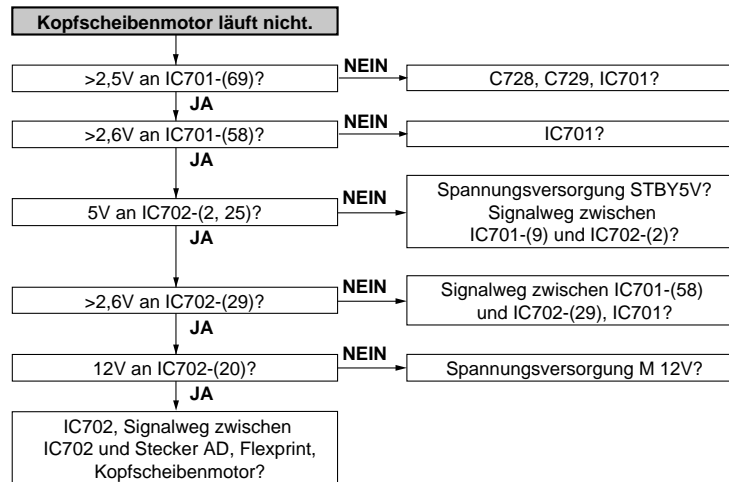 Kopfscheibenmotor läuft nicht.
>2,5V an IC701-(69)?
NEIN
C728, C729, IC701?
JA
>2,6V an IC701-(58)?
NEIN
IC701?
JA
5V an IC702-(2, 25)?
NEIN
Spannungsversorgung STBY5V?
Signalweg zwischen
IC701-(9) und IC702-(2)?
JA
>2,6V an IC702-(29)?
NEIN
Signalweg zwischen IC701-(58)
und IC702-(29), IC701?
JA
12V an IC702-(20)?
NEIN
Spannungsversorgung M 12V?
JA
IC702, Signalweg zwischen
IC702 und Stecker AD, Flexprint,
Kopfscheibenmotor?